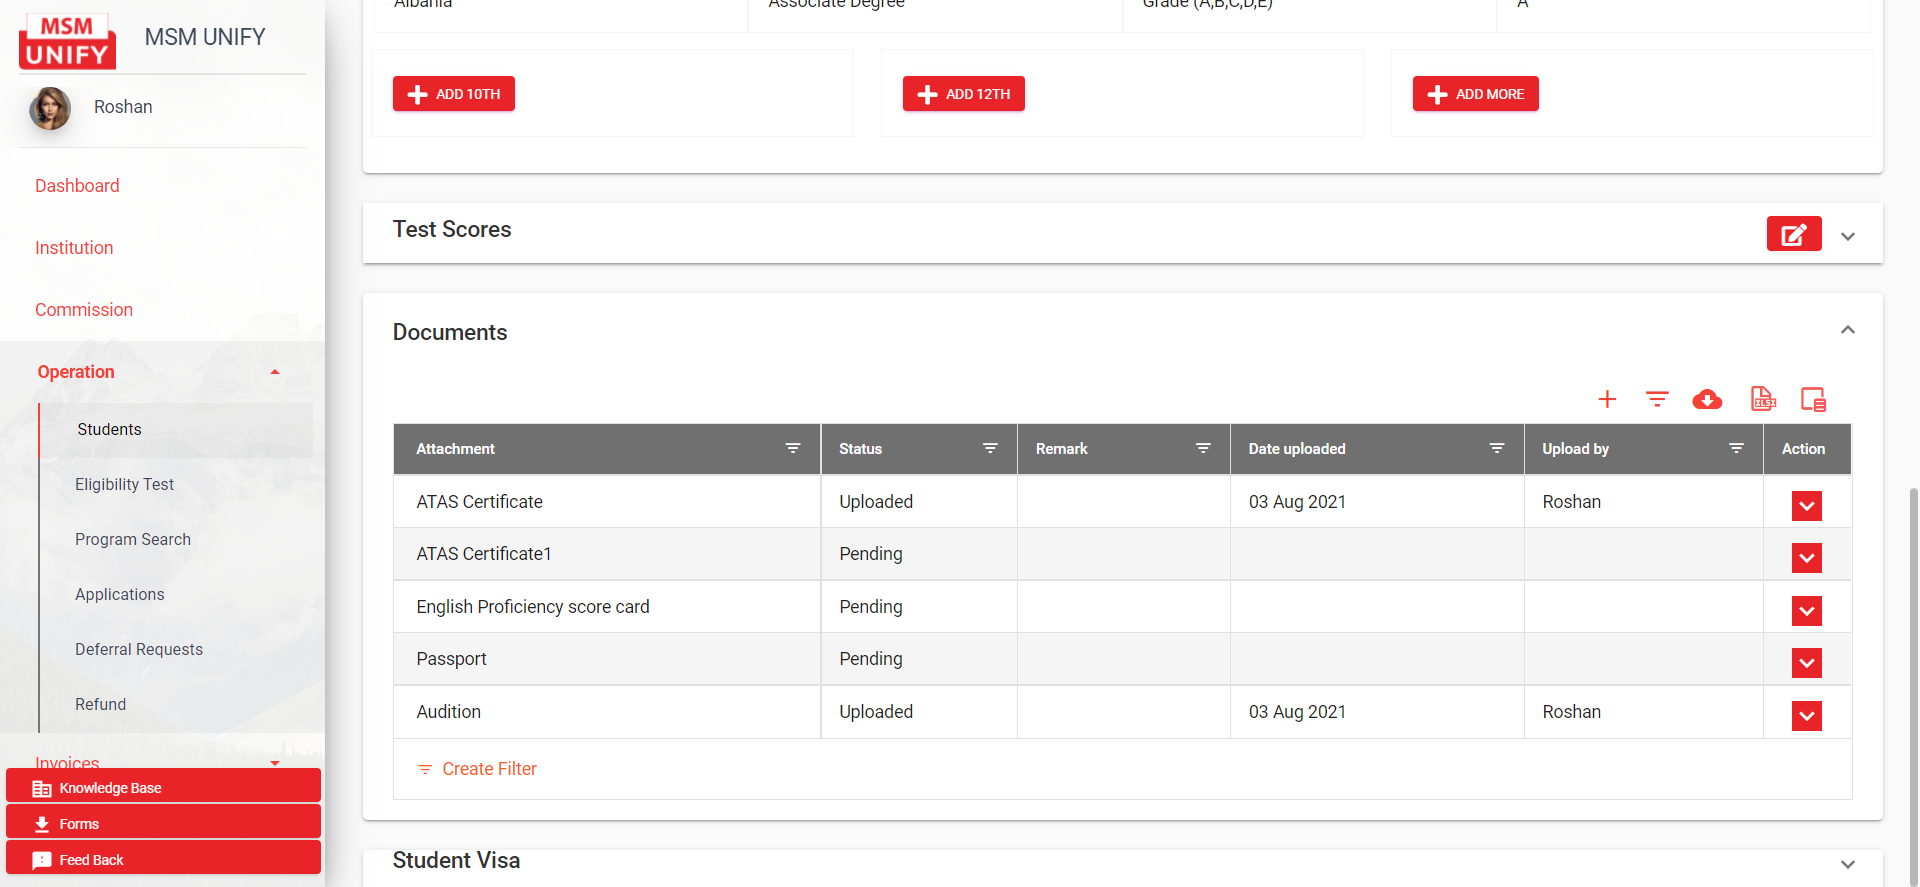 MSM
UNIFY
MSM UNIFY
Roshan
Dashboard
Institution
Commission
Operation
Students
Eligibility Test
Program Search
Applications
Deferral Requests
Refund
Invoices
Knowledge Base
Forms
Feed Back
Albania Associate Degree Grade (A,B,C,D,E) A
ADD 10TH ADD 12TH ADD MORE
Test Scores
Documents
XLSX
Attachment Status Remark Date uploaded Upload by Action
ATAS Certificate Uploaded 03 Aug 2021 Roshan
ATAS Certificate1 Pending
English Proficiency score card Pending
Passport Pending
Audition Uploaded 03 Aug 2021 Roshan
Create Filter
Student Visa